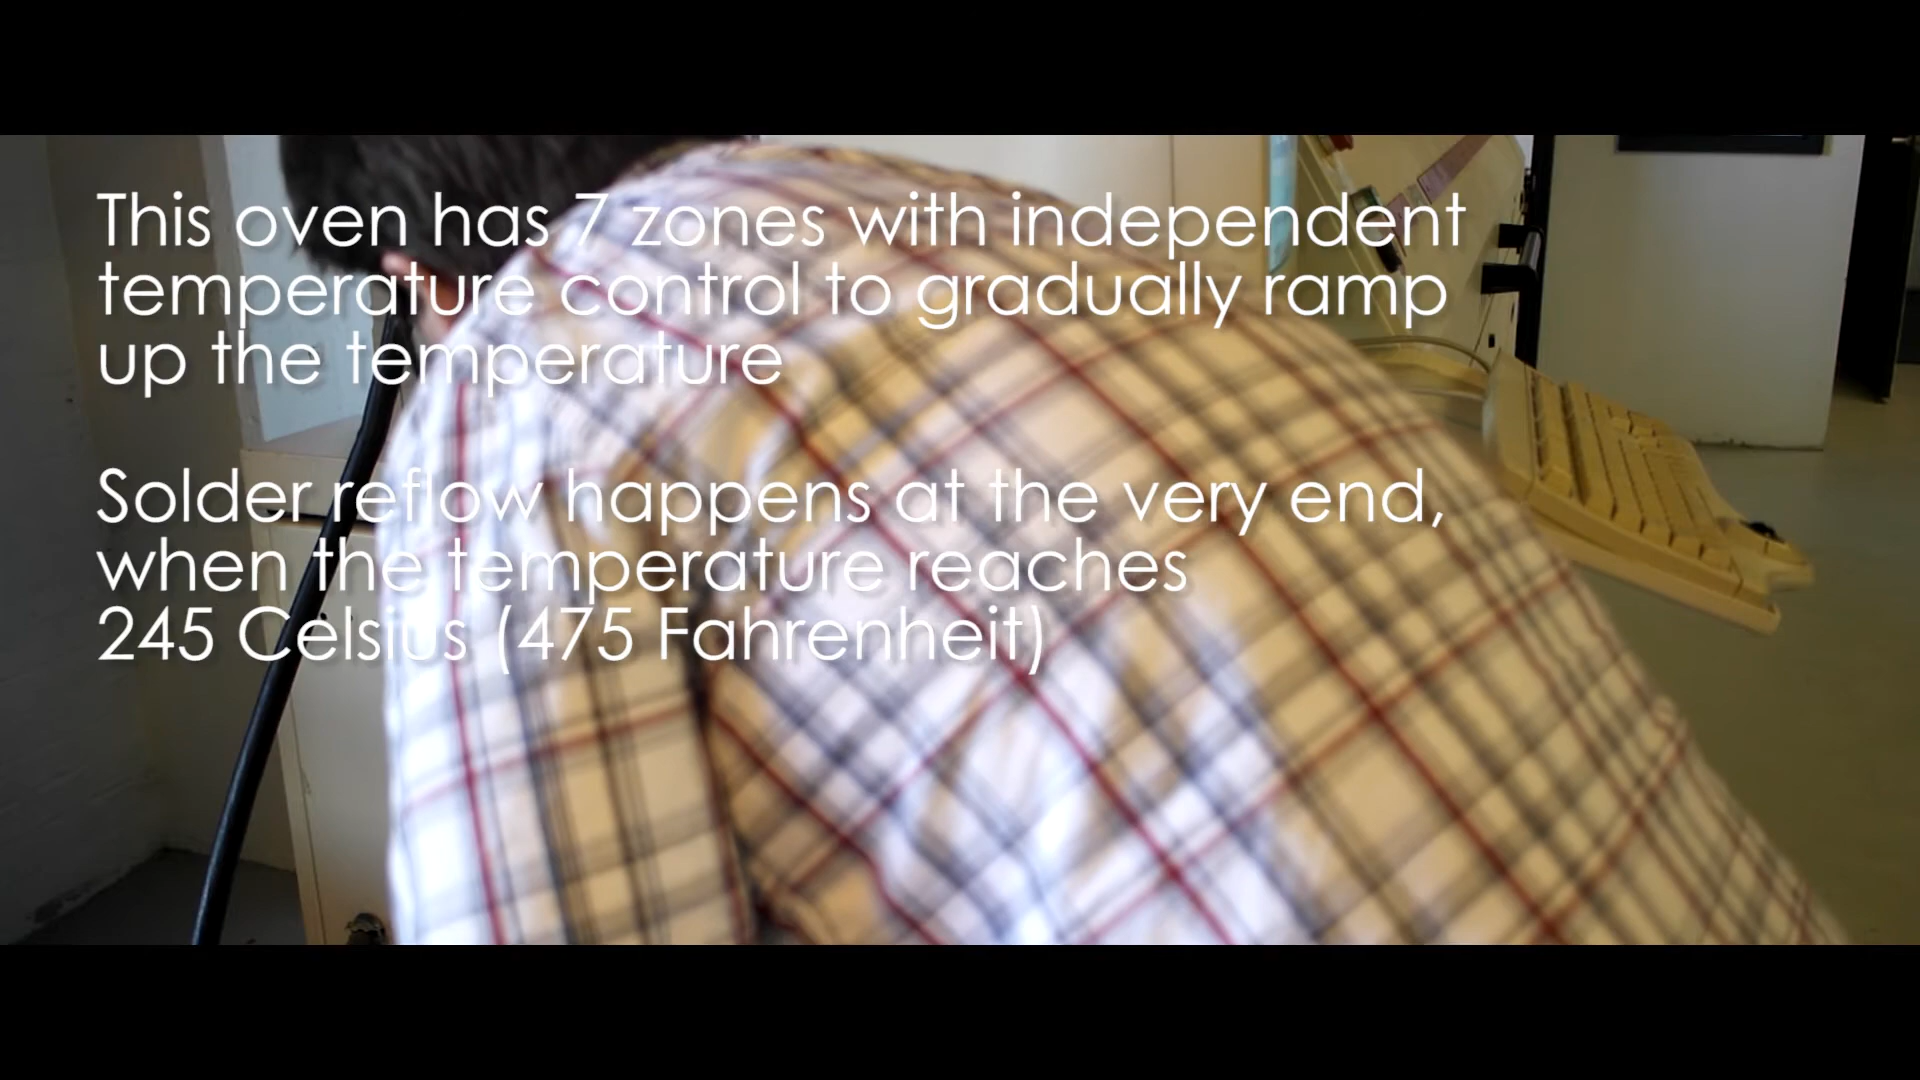 This oven has 7 zones with independent
temperature control to gradually ramp
up the temperature
Solder reflow happens at the very end,
when the temperature reaches
245 Celsius (475 Fahrenheit)